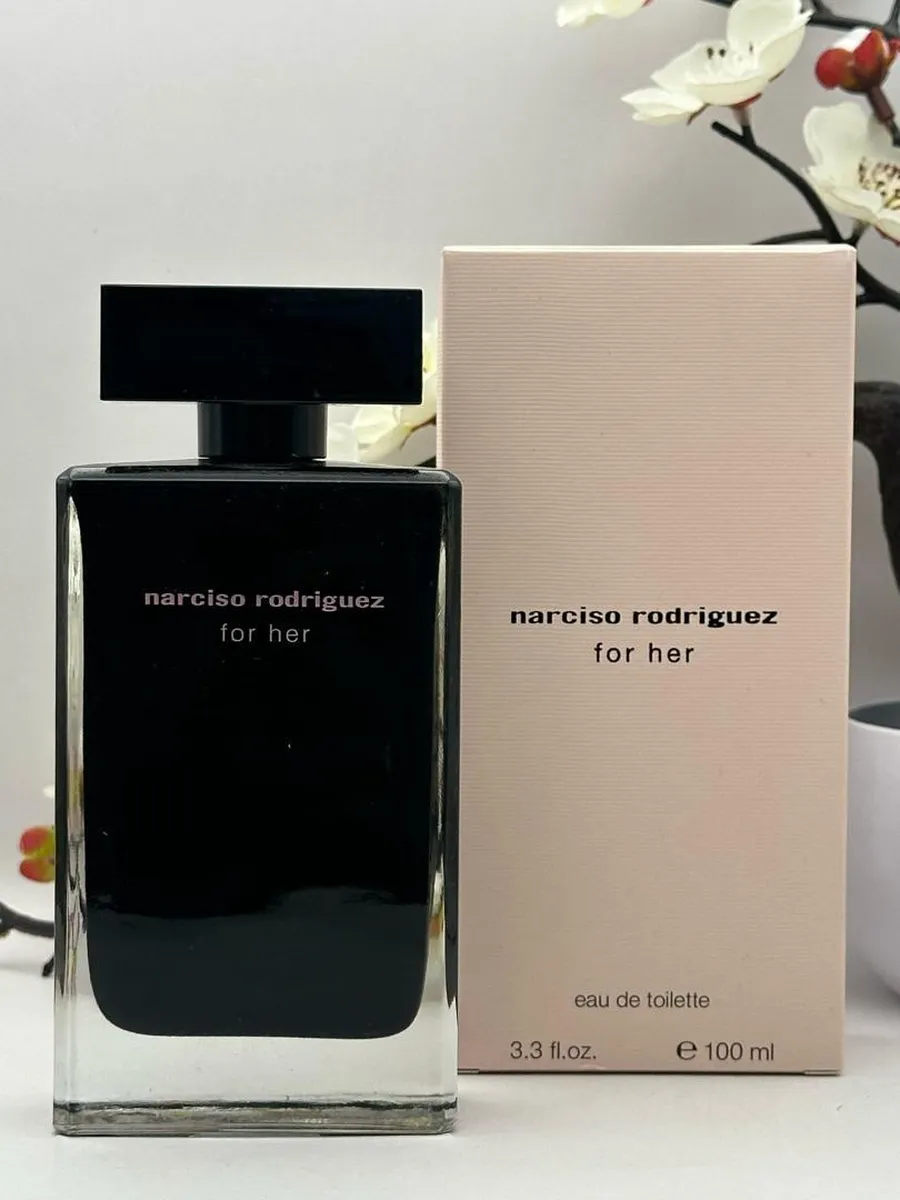 narciso rodriguez
for her
narciso rodriguez
for her
eau de toilette
3.3 fl.oz. ℮ 100 ml